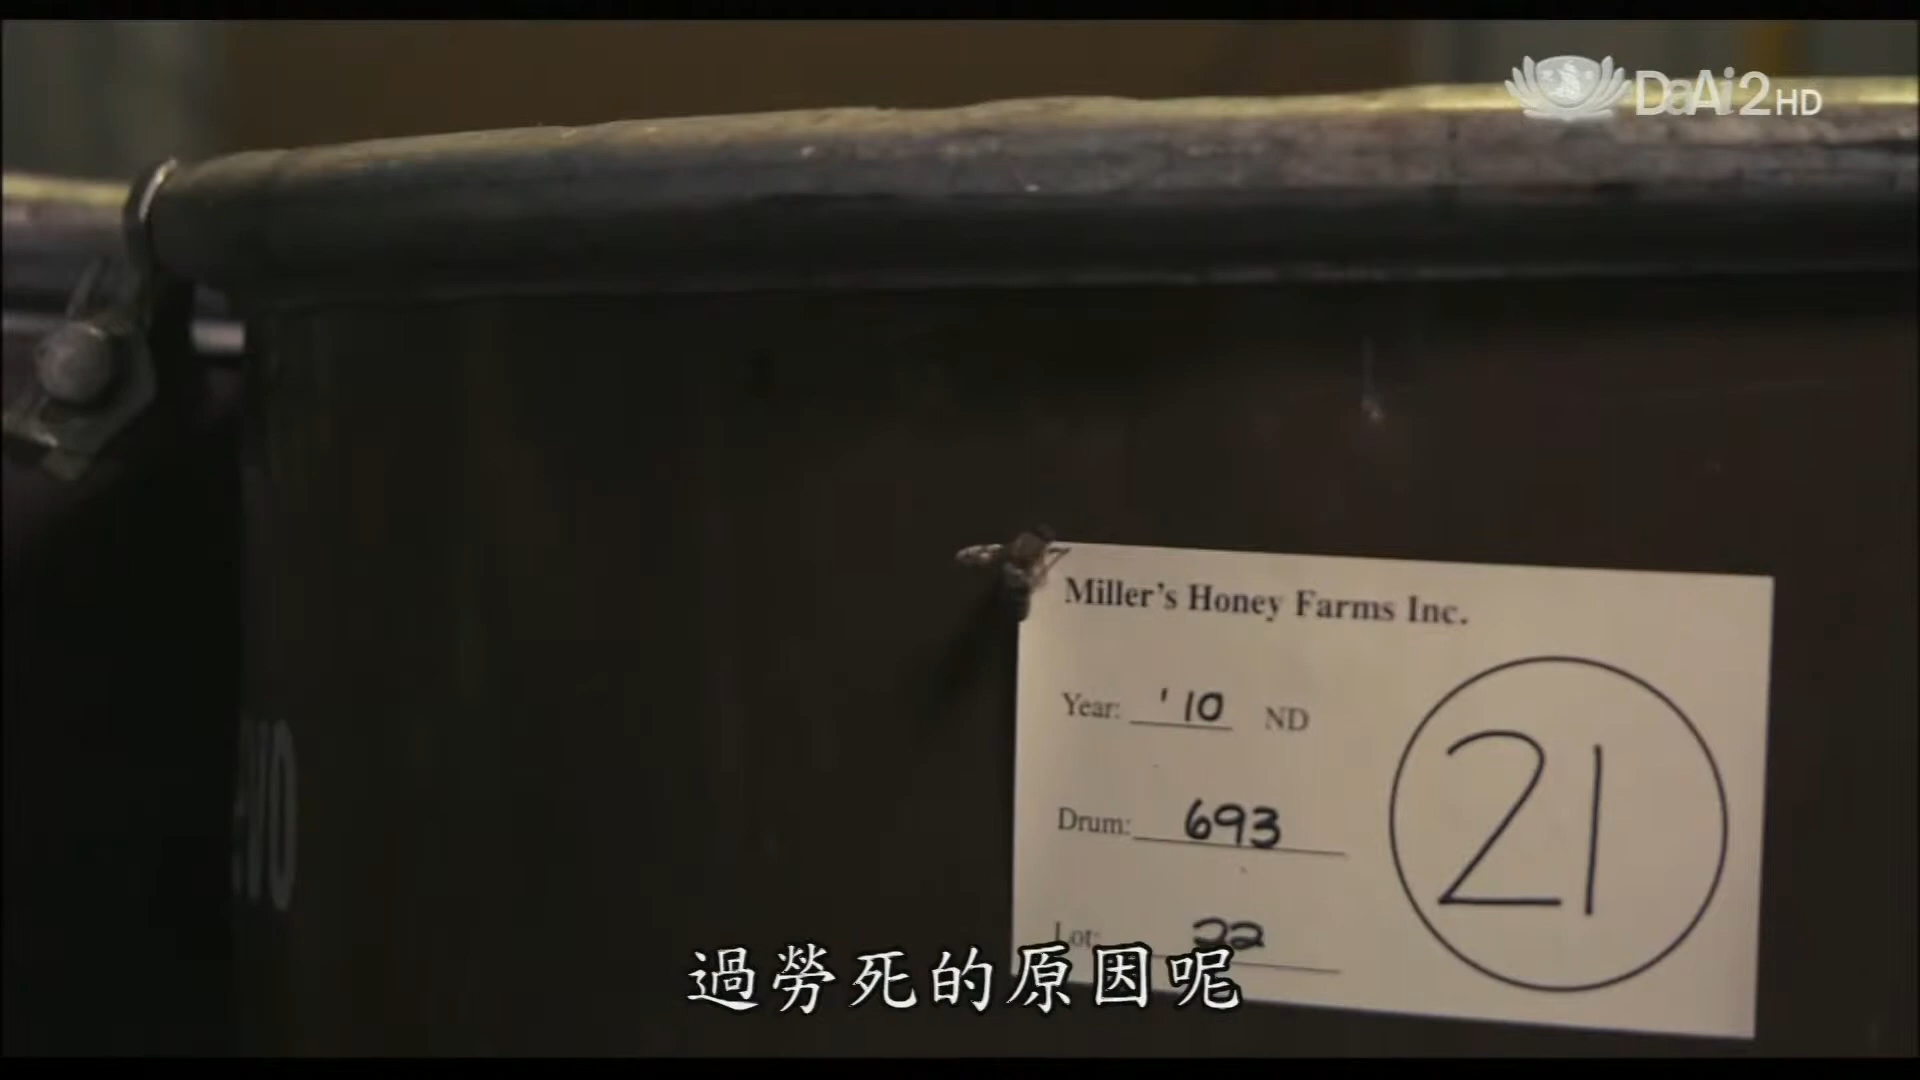 DaAi2HD
Miller's Honey Farms Inc.
Year: '10 ND
Drum: 693
Lot: 22
21
過勞死的原因呢